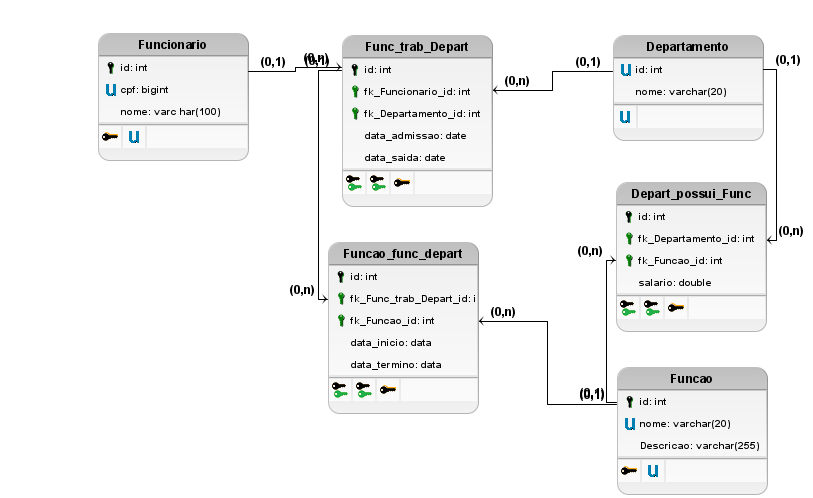 Funcionario
id: int
cpf: bigint
nome: varc har(100)
(0,1)
(0,n)
(0,1)
Func_trab_Depart
id: int
fk_Funcionario_id: int
fk_Departamento_id: int
data_admissao: date
data_saida: date
(0,n)
(0,1)
Departamento
id: int
nome: varchar(20)
(0,1)
Depart_possui_Func
id: int
fk_Departamento_id: int
fk_Funcao_id: int
salario: double
(0,n)
(0,n)
Funcao_func_depart
id: int
fk_Func_trab_Depart_id: i
fk_Funcao_id: int
data_inicio: data
data_termino: data
(0,n)
(0,n)
(0,1)
Funcao
id: int
nome: varchar(20)
Descricao: varchar(255)